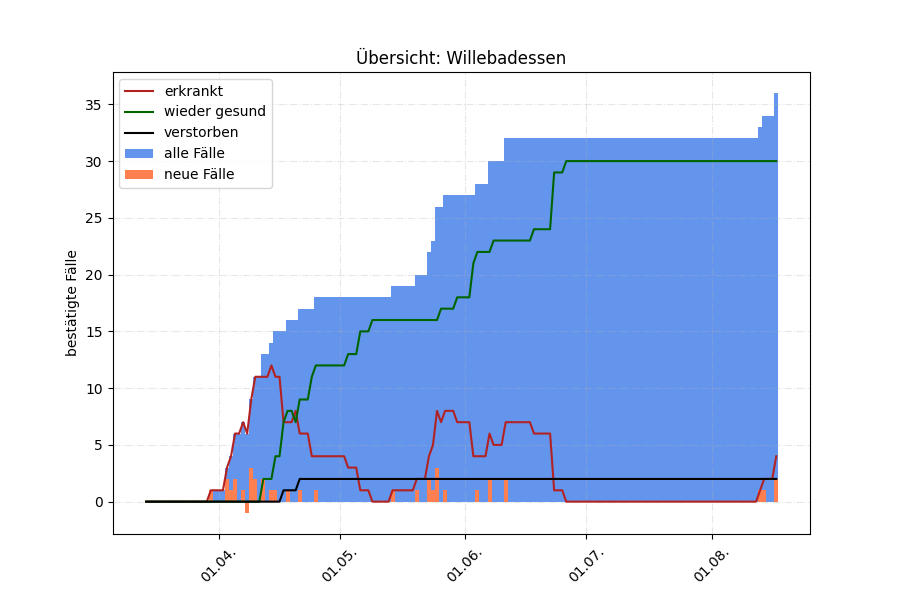 Übersicht: Willebadessen
erkrankt
wieder gesund
verstorben
alle Fälle
neue Fälle
bestätigte Fälle
35
30
25
20
15
10
5
0
01.04.
01.05.
01.06.
01.07.
01.08.